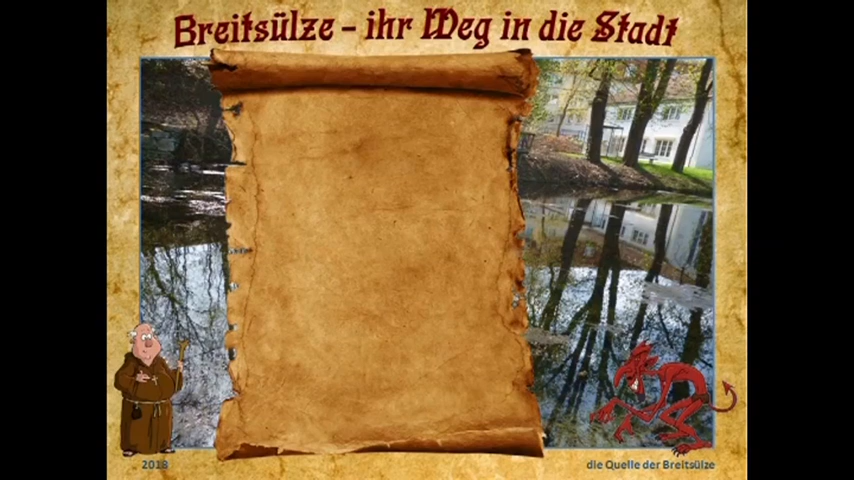 Breitsülze – ihr Weg in die Stadt
2018
die Quelle der Breitsülze